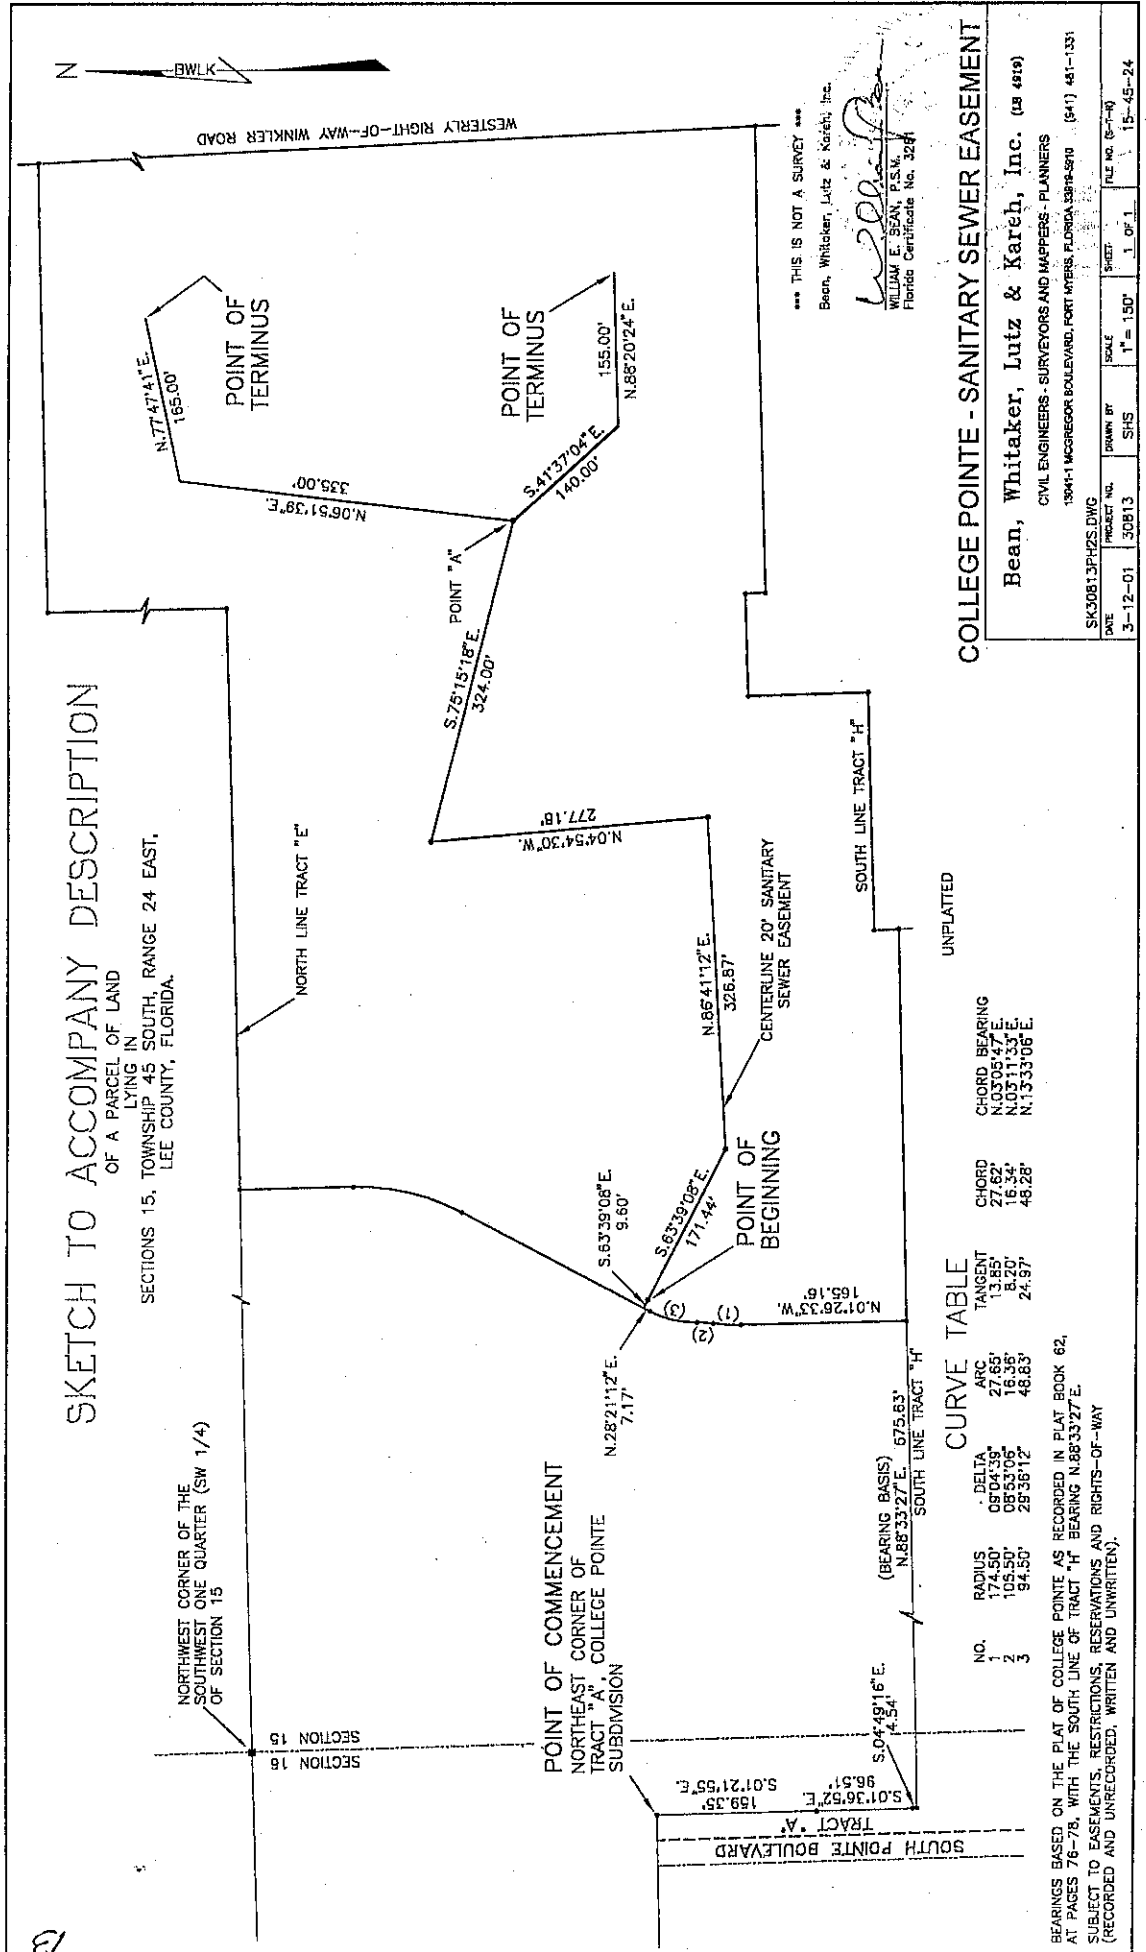 SKETCH TO ACCOMPANY DESCRIPTION
OF A PARCEL OF LAND
LYING IN
SECTIONS 15, TOWNSHIP 45 SOUTH, RANGE 24 EAST,
LEE COUNTY, FLORIDA.
N
BWLK
NORTHWEST CORNER OF THE
SOUTHWEST ONE QUARTER (SW 1/4)
OF SECTION 15
SECTION 15
SECTION 16
NORTH LINE TRACT "E"
WESTERLY RIGHT-OF-WAY WINKLER ROAD
N.77°47'41"E.
165.00'
POINT OF
TERMINUS
N.06°51'39"E.
335.00'
POINT "A"
S.75°15'18"E.
324.00'
S.41°37'04"E.
140.00'
POINT OF
TERMINUS
155.00'
N.88°20'24"E.
N.04°54'30"W.
277.18'
N.86°41'12"E.
326.87'
CENTERLINE 20' SANITARY
SEWER EASEMENT
S.63°39'08"E.
9.60'
S.63°39'08"E.
171.44'
POINT OF
BEGINNING
N.28°21'12"E.
7.17'
(3)
(2)
(1)
N.01°26'33"W.
165.16'
POINT OF COMMENCEMENT
NORTHEAST CORNER OF
TRACT "A", COLLEGE POINTE
SUBDIVISION
159.35'
S.01°21'55"E.
S.01°36'52"E.
96.51'
S.04°49'16"E.
4.54'
TRACT "A"
SOUTH POINTE BOULEVARD
(BEARING BASIS)
N.88°33'27"E. 675.63'
SOUTH LINE TRACT "H"
SOUTH LINE TRACT "H"
UNPLATTED
CURVE TABLE
NO. RADIUS DELTA ARC TANGENT CHORD CHORD BEARING
1 174.50' 09°04'39" 27.65' 13.85' 27.62' N.03°05'47"E.
2 105.50' 08°53'06" 16.36' 8.20' 16.34' N.03°11'33"E.
3 94.50' 29°36'12" 48.83' 24.97' 48.28' N.13°33'06"E.
BEARINGS BASED ON THE PLAT OF COLLEGE POINTE AS RECORDED IN PLAT BOOK 62,
AT PAGES 76-78, WITH THE SOUTH LINE OF TRACT "H" BEARING N.88°33'27"E.
SUBJECT TO EASEMENTS, RESTRICTIONS, RESERVATIONS AND RIGHTS-OF-WAY
(RECORDED AND UNRECORDED, WRITTEN AND UNWRITTEN).
*** THIS IS NOT A SURVEY ***
Bean, Whitaker, Lutz & Kareh, Inc.
WILLIAM E. BEAN, P.S.M.
Florida Certificate No. 3261
COLLEGE POINTE - SANITARY SEWER EASEMENT
Bean, Whitaker, Lutz & Kareh, Inc. (LB 4919)
CIVIL ENGINEERS - SURVEYORS AND MAPPERS - PLANNERS
13041-1 MCGREGOR BOULEVARD, FORT MYERS, FLORIDA 33919-5910 (941) 481-1331
SK30813PH2S.DWG
DATE PROJECT NO. DRAWN BY SCALE SHEET FILE NO. (S-T-R)
3-12-01 30813 SHS 1"= 150' 1 OF 1 15-45-24